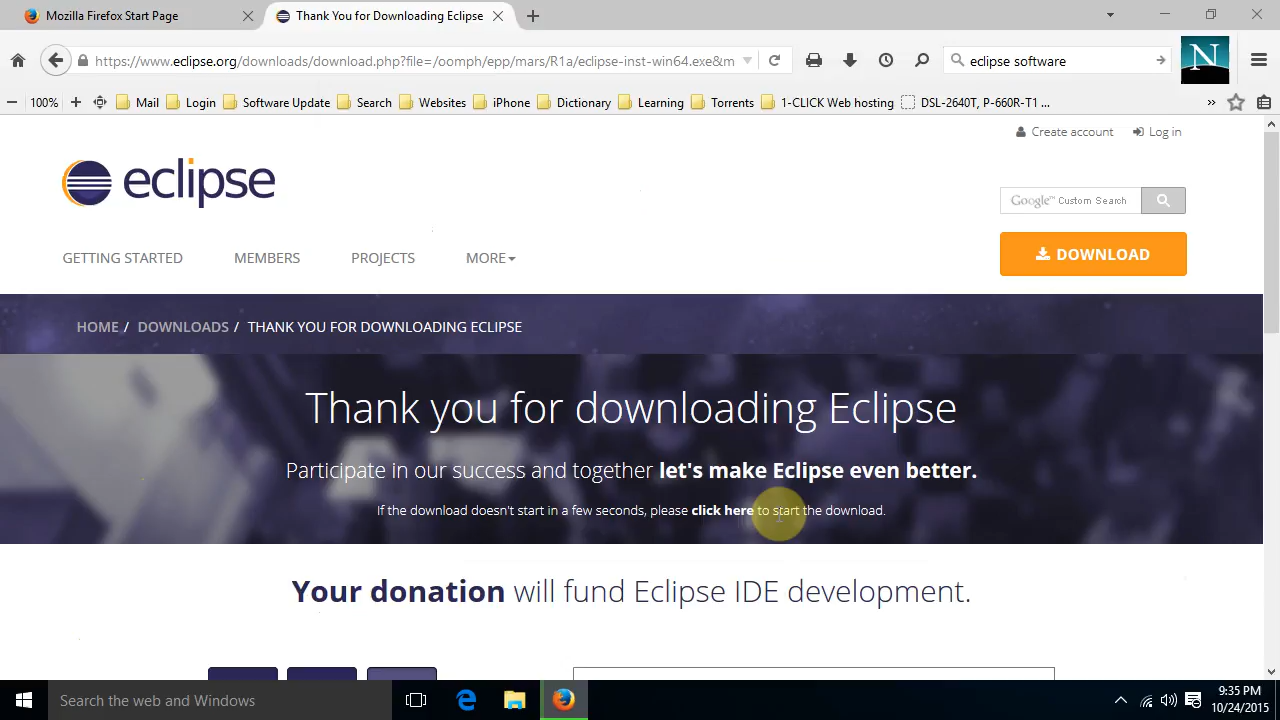 Mozilla Firefox Start Page
Thank You for Downloading Eclipse
https://www.eclipse.org/downloads/download.php?file=/oomph/epp/mars/R1a/eclipse-inst-win64.exe&m
eclipse software
N
100%
Mail
Login
Software Update
Search
Websites
iPhone
Dictionary
Learning
Torrents
1-CLICK Web hosting
DSL-2640T, P-660R-T1 ...
Create account
Log in
eclipse
Google™ Custom Search
GETTING STARTED
MEMBERS
PROJECTS
MORE
DOWNLOAD
HOME / DOWNLOADS / THANK YOU FOR DOWNLOADING ECLIPSE
Thank you for downloading Eclipse
Participate in our success and together let's make Eclipse even better.
If the download doesn't start in a few seconds, please click here to start the download.
Your donation will fund Eclipse IDE development.
Search the web and Windows
9:35 PM
10/24/2015